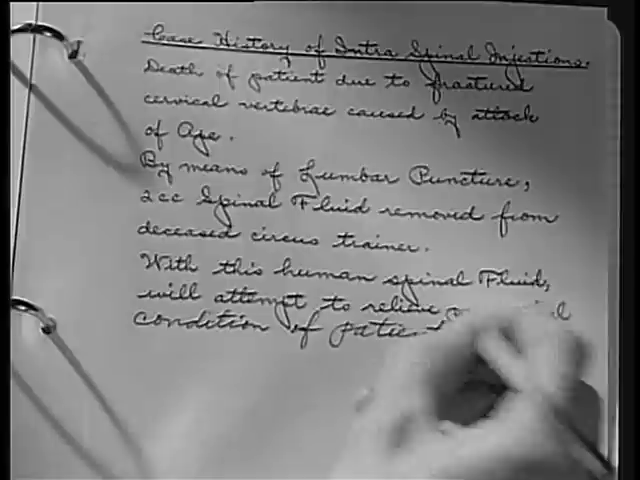 Case History of Intra Spinal Injections.
Death of patient due to fractured
cervical vertebrae caused by attack
of Ape.
By means of Lumbar Puncture,
2cc Spinal Fluid removed from
deceased circus trainer.
With this human spinal Fluid,
will attempt to relieve
condition of